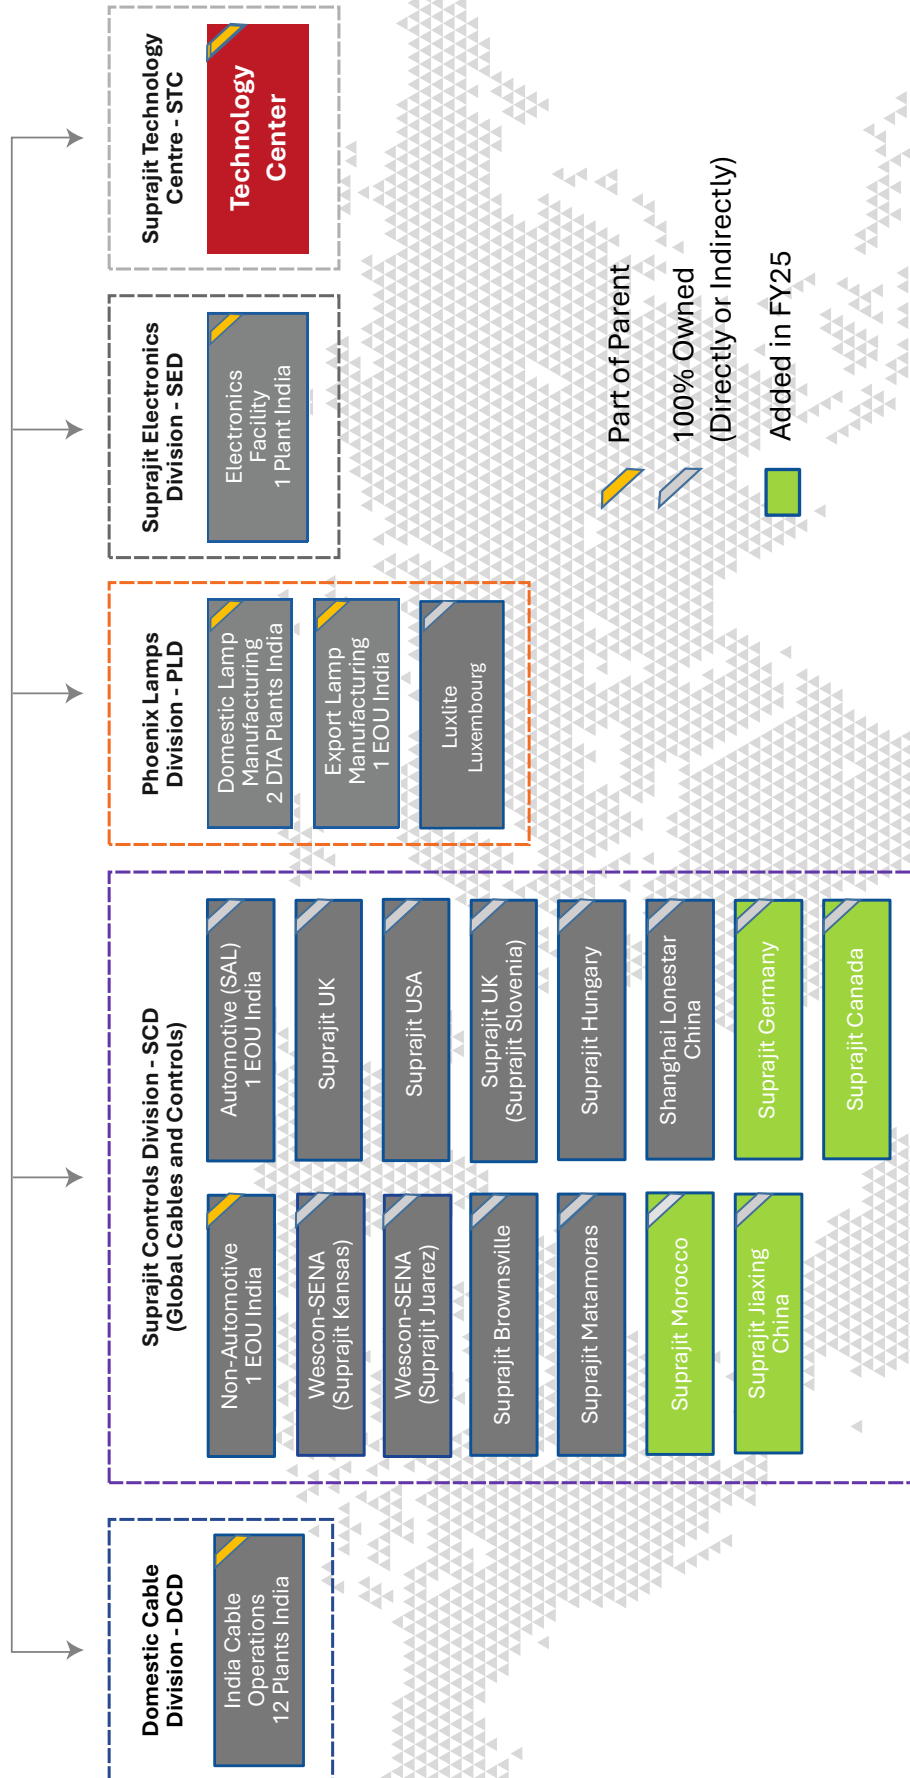 Domestic Cable
Division - DCD
India Cable
Operations
12 Plants India
Suprajit Controls Division - SCD
(Global Cables and Controls)
Non-Automotive
1 EOU India
Wescon-SENA
(Suprajit Kansas)
Wescon-SENA
(Suprajit Juarez)
Suprajit Brownsville
Suprajit Matamoras
Suprajit Morocco
Suprajit Jiaxing
China
Automotive (SAL)
1 EOU India
Suprajit UK
Suprajit USA
Suprajit UK
(Suprajit Slovenia)
Suprajit Hungary
Shanghai Lonestar
China
Suprajit Germany
Suprajit Canada
Phoenix Lamps
Division - PLD
Domestic Lamp
Manufacturing
2 DTA Plants India
Export Lamp
Manufacturing
1 EOU India
Luxlite
Luxembourg
Suprajit Electronics
Division - SED
Electronics
Facility
1 Plant India
Suprajit Technology
Centre - STC
Technology
Center
Part of Parent
100% Owned
(Directly or Indirectly)
Added in FY25